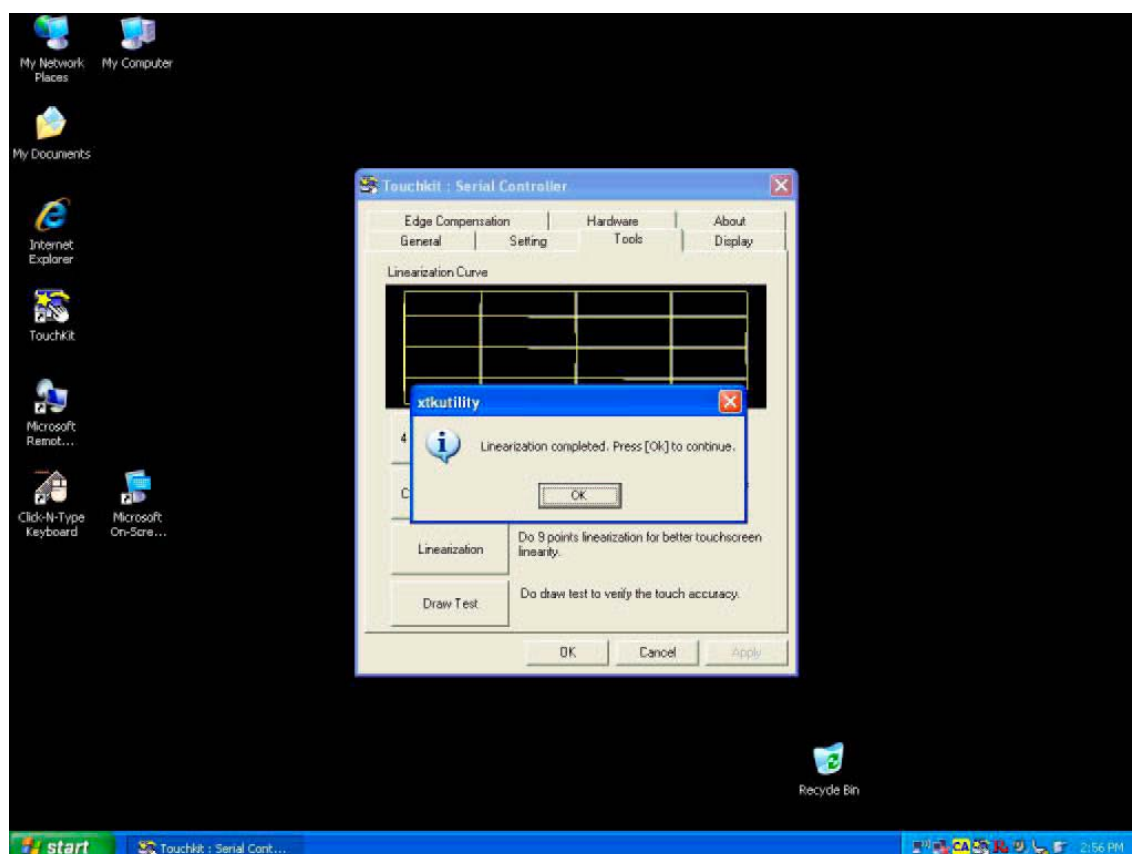 My Network
Places
My Computer
My Documents
Internet
Explorer
TouchKit
Microsoft
Remot...
Click-N-Type
Keyboard
Microsoft
On-Scre...
Touchkit : Serial Controller
Edge Compensation
Hardware
About
General
Setting
Tools
Display
Linearization Curve
xtkutility
Linearization completed. Press [Ok] to continue.
OK
4
C
Linearization
Do 9 points linearization for better touchscreen
linearity.
Draw Test
Do draw test to verify the touch accuracy.
OK
Cancel
Apply
Recycle Bin
start
Touchkit : Serial Cont...
CA
2:56 PM